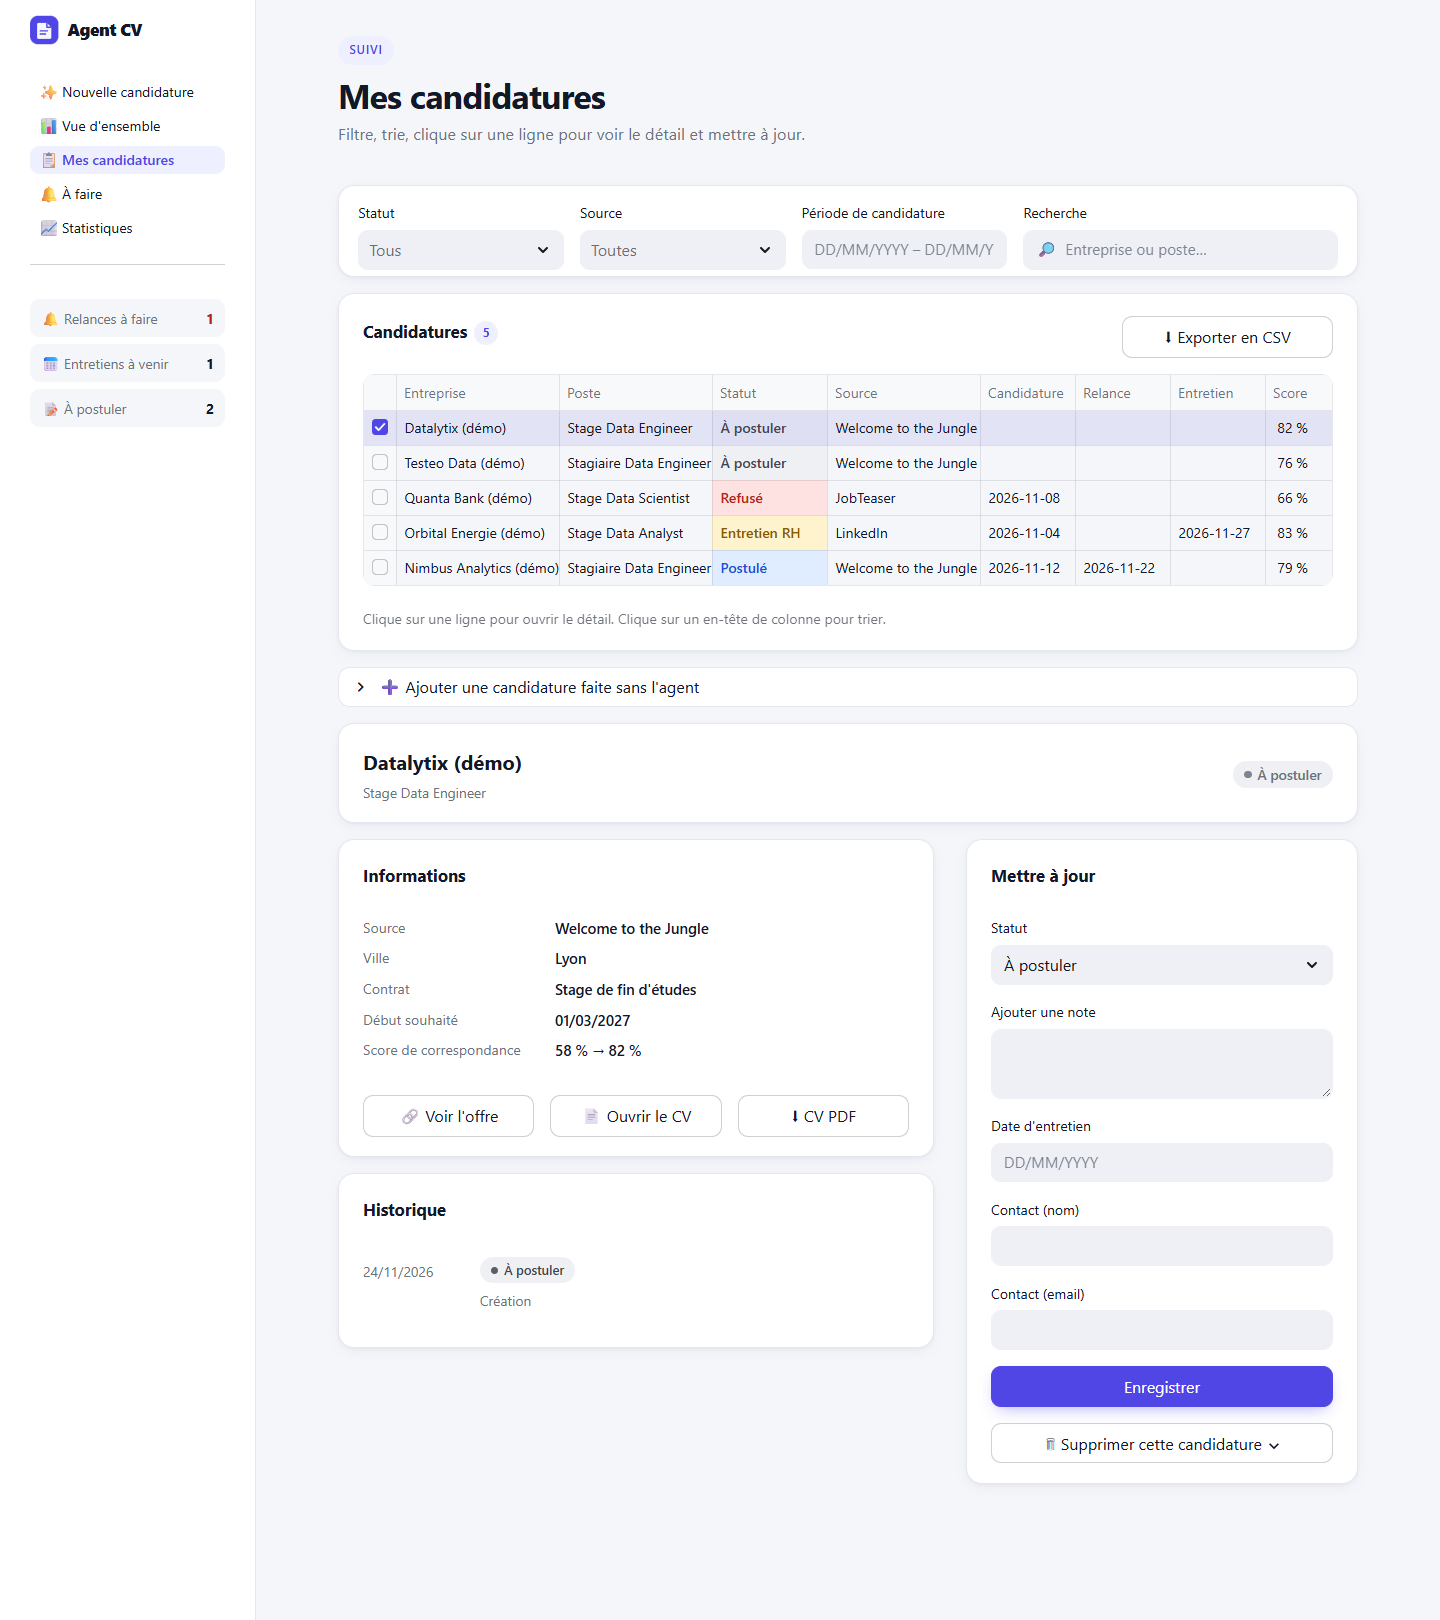 Agent CV
Nouvelle candidature
Vue d'ensemble
Mes candidatures
À faire
Statistiques
Relances à faire 1
Entretiens à venir 1
À postuler 2
SUIVI
Mes candidatures
Filtre, trie, clique sur une ligne pour voir le détail et mettre à jour.
Statut Source Période de candidature Recherche
Tous Toutes DD/MM/YYYY – DD/MM/Y Entreprise ou poste...
Candidatures 5
⬇ Exporter en CSV
Entreprise Poste Statut Source Candidature Relance Entretien Score
Datalytix (démo) Stage Data Engineer À postuler Welcome to the Jungle 82 %
Testeo Data (démo) Stagiaire Data Engineer À postuler Welcome to the Jungle 76 %
Quanta Bank (démo) Stage Data Scientist Refusé JobTeaser 2026-11-08 66 %
Orbital Energie (démo) Stage Data Analyst Entretien RH LinkedIn 2026-11-04 2026-11-27 83 %
Nimbus Analytics (démo) Stagiaire Data Engineer Postulé Welcome to the Jungle 2026-11-12 2026-11-22 79 %
Clique sur une ligne pour ouvrir le détail. Clique sur un en-tête de colonne pour trier.
Ajouter une candidature faite sans l'agent
Datalytix (démo)
Stage Data Engineer
À postuler
Informations
Source Welcome to the Jungle
Ville Lyon
Contrat Stage de fin d'études
Début souhaité 01/03/2027
Score de correspondance 58 % → 82 %
Voir l'offre
Ouvrir le CV
⬇ CV PDF
Historique
24/11/2026 À postuler
Création
Mettre à jour
Statut
À postuler
Ajouter une note
Date d'entretien
DD/MM/YYYY
Contact (nom)
Contact (email)
Enregistrer
Supprimer cette candidature